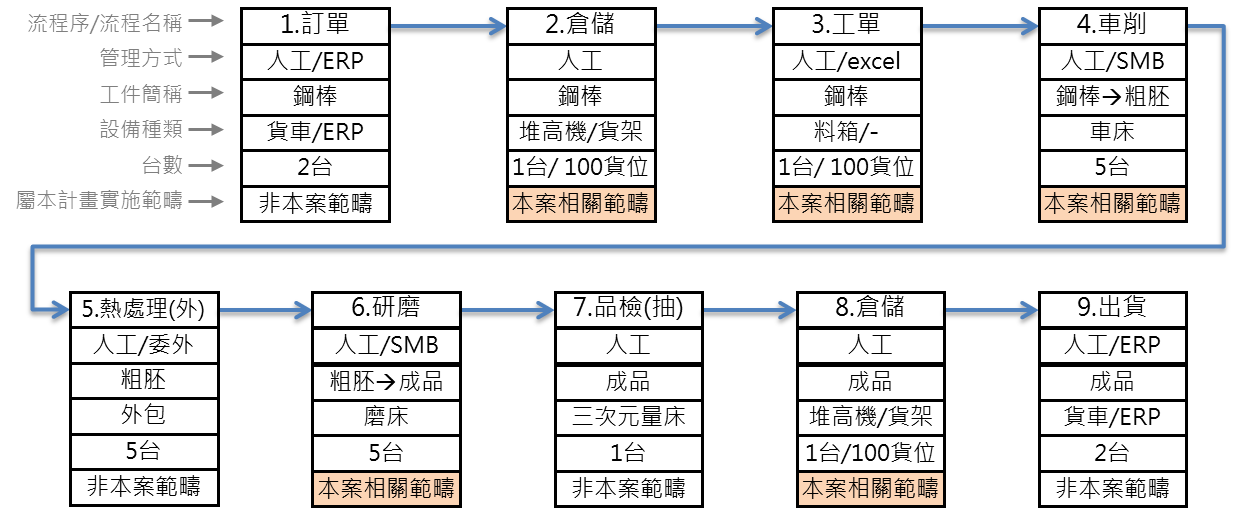 流程序/流程名稱
管理方式
工件簡稱
設備種類
台數
屬本計畫實施範疇
1.訂單
人工/ERP
鋼棒
貨車/ERP
2台
非本案範疇
2.倉儲
人工
鋼棒
堆高機/貨架
1台/ 100貨位
本案相關範疇
3.工單
人工/excel
鋼棒
料箱/-
1台/ 100貨位
本案相關範疇
4.車削
人工/SMB
鋼棒→粗胚
車床
5台
本案相關範疇
5.熱處理(外)
人工/委外
粗胚
外包
5台
非本案範疇
6.研磨
人工/SMB
粗胚→成品
磨床
5台
本案相關範疇
7.品檢(抽)
人工
成品
三次元量床
1台
非本案範疇
8.倉儲
人工
成品
堆高機/貨架
1台/100貨位
本案相關範疇
9.出貨
人工/ERP
成品
貨車/ERP
2台
非本案範疇